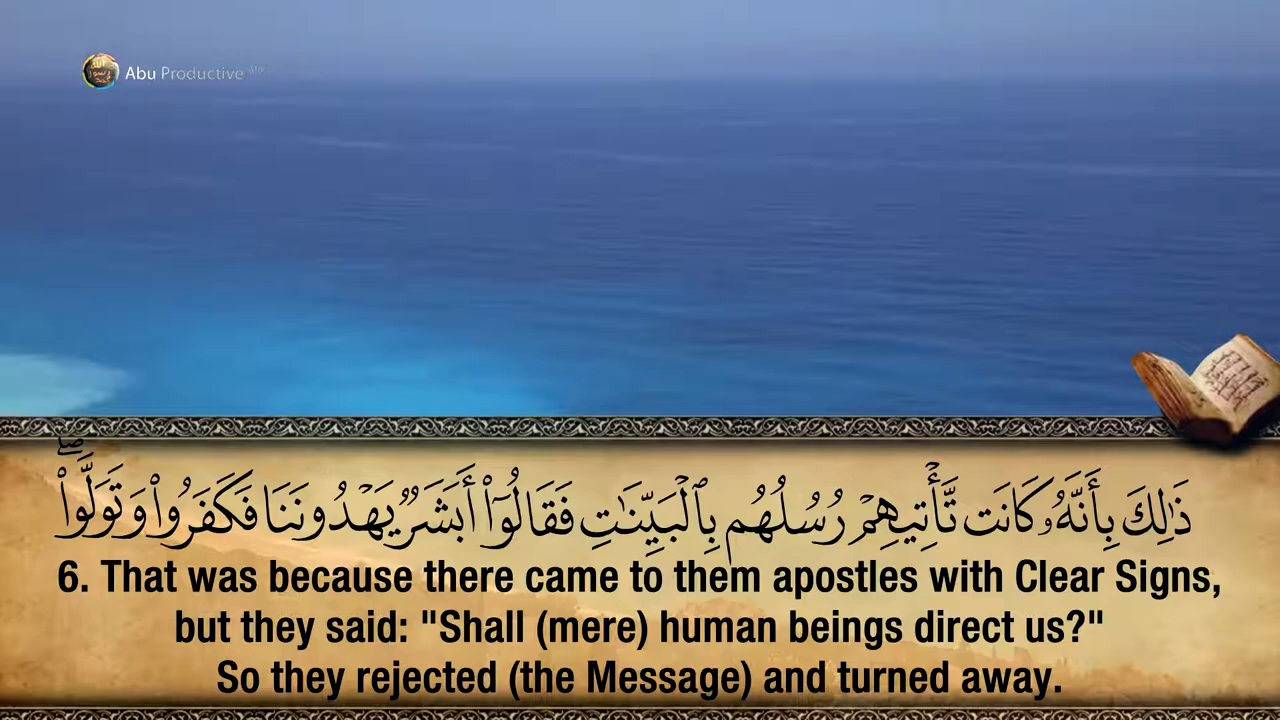 Abu Productive
ذَٰلِكَ بِأَنَّهُۥ كَانَت تَّأْتِيهِمْ رُسُلُهُم بِٱلْبَيِّنَٰتِ فَقَالُوٓا۟ أَبَشَرٌ يَهْدُونَنَا فَكَفَرُوا۟ وَتَوَلَّوا۟ ۖ
6. That was because there came to them apostles with Clear Signs,
but they said: "Shall (mere) human beings direct us?"
So they rejected (the Message) and turned away.